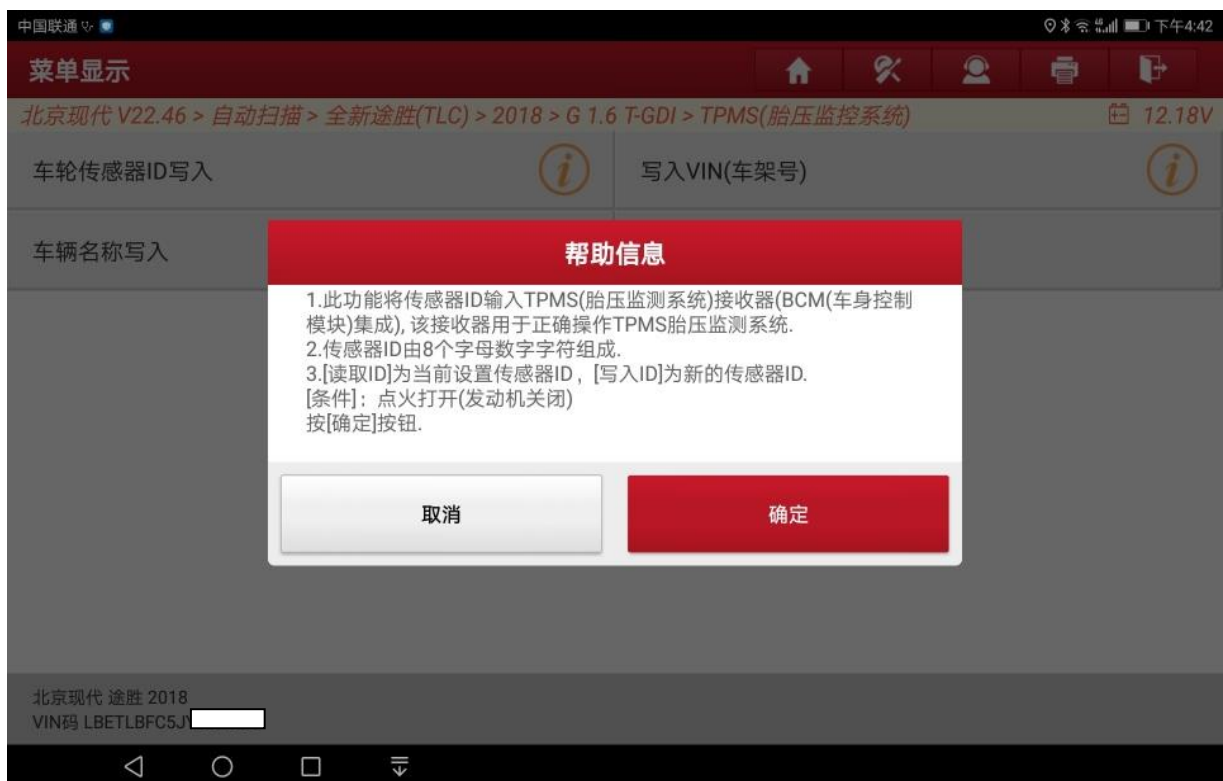 中国联通
下午4:42
菜单显示
北京现代 V22.46 > 自动扫描 > 全新途胜(TLC) > 2018 > G 1.6 T-GDI > TPMS(胎压监控系统)
12.18V
车轮传感器ID写入
写入VIN(车架号)
车辆名称写入
帮助信息
1.此功能将传感器ID输入TPMS(胎压监测系统)接收器(BCM(车身控制
模块)集成), 该接收器用于正确操作TPMS胎压监测系统.
2.传感器ID由8个字母数字字符组成.
3.[读取ID]为当前设置传感器ID，[写入ID]为新的传感器ID.
[条件]：点火打开(发动机关闭)
按[确定]按钮.
取消
确定
北京现代 途胜 2018
VIN码 LBETLBFC5J